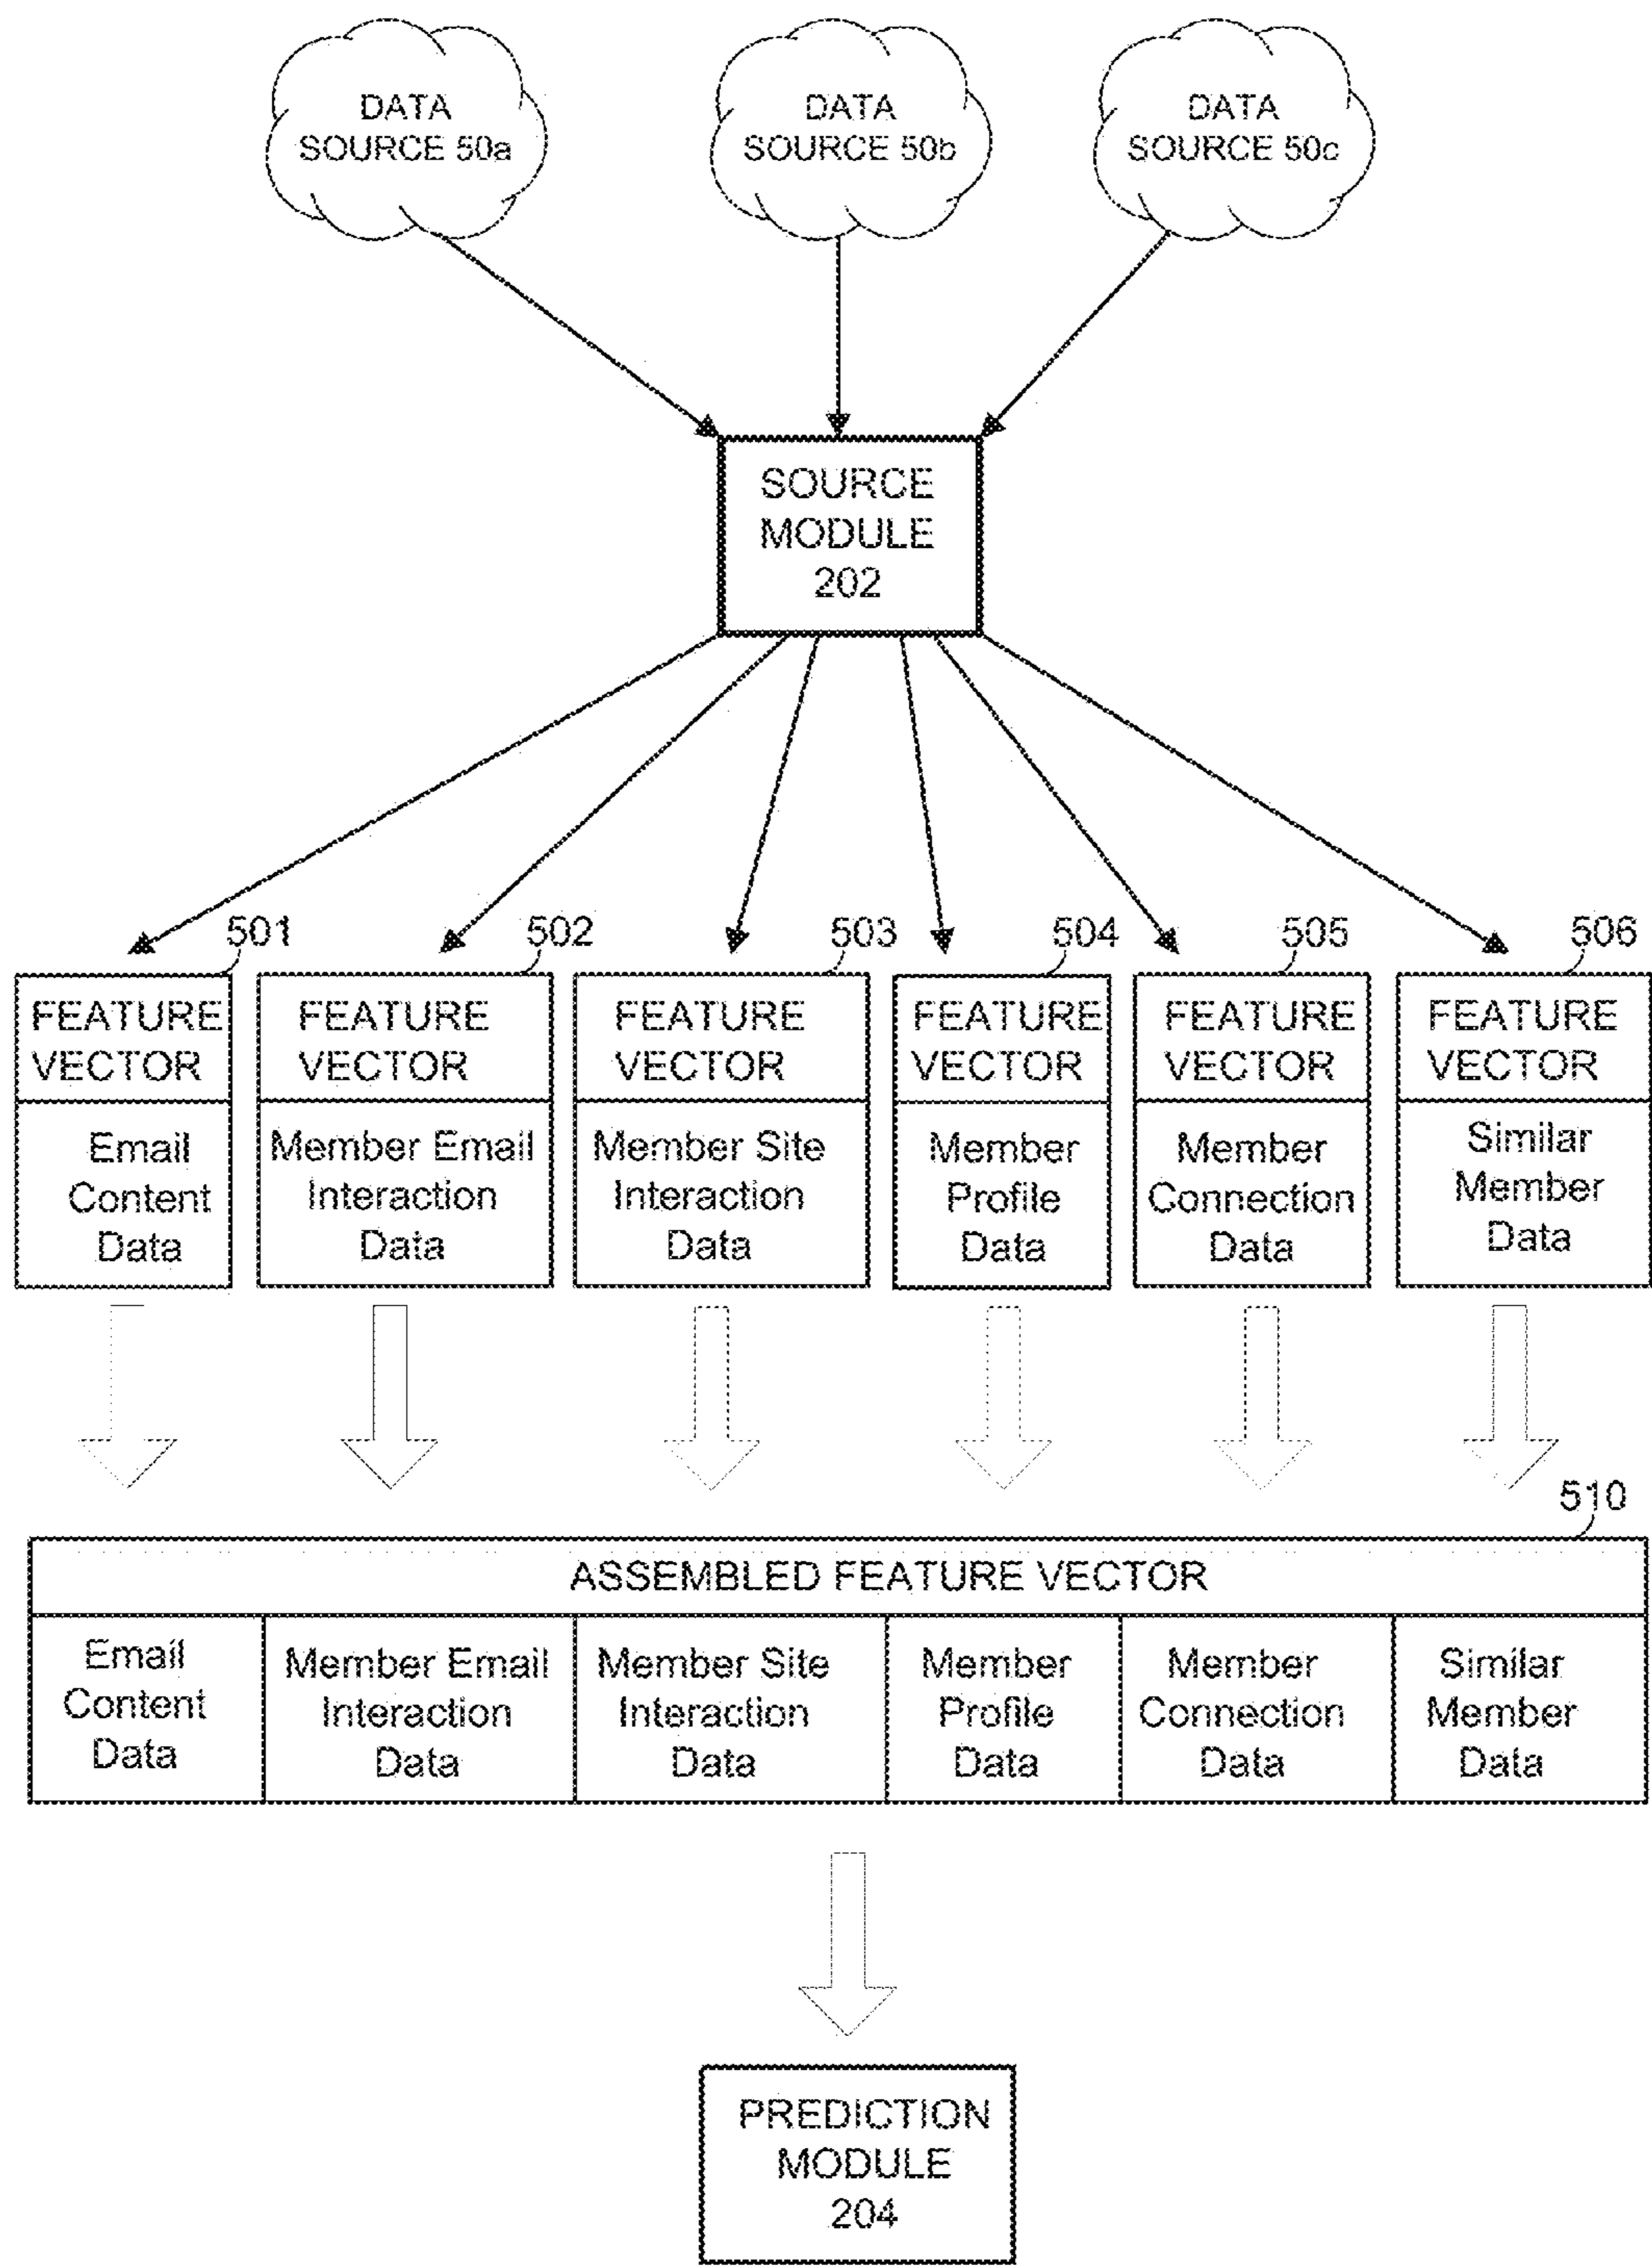 DATA
SOURCE 50a
DATA
SOURCE 50b
DATA
SOURCE 50c
SOURCE
MODULE
202
501
FEATURE
VECTOR
Email
Content
Data
502
FEATURE
VECTOR
Member Email
Interaction
Data
503
FEATURE
VECTOR
Member Site
Interaction
Data
504
FEATURE
VECTOR
Member
Profile
Data
505
FEATURE
VECTOR
Member
Connection
Data
506
FEATURE
VECTOR
Similar
Member
Data
510
ASSEMBLED FEATURE VECTOR
Email
Content
Data
Member Email
Interaction
Data
Member Site
Interaction
Data
Member
Profile
Data
Member
Connection
Data
Similar
Member
Data
PREDICTION
MODULE
204